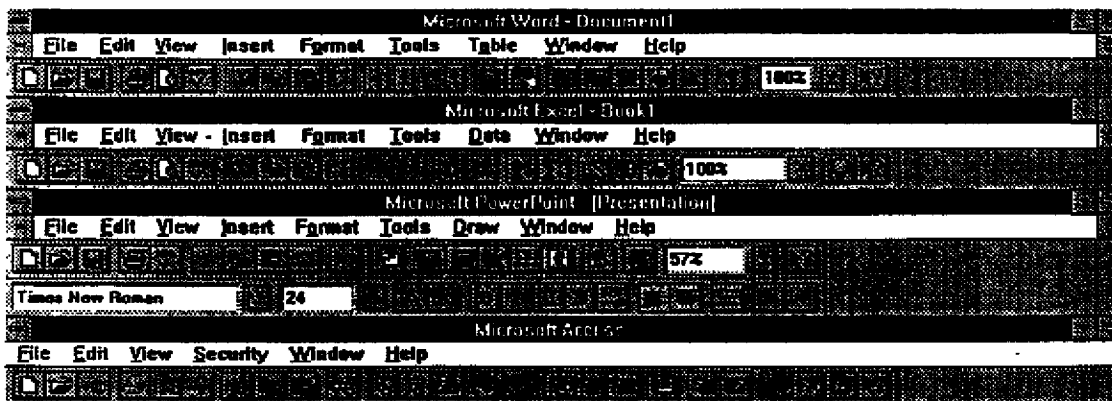 Microsoft Word - Document1
File Edit View Insert Format Tools Table Window Help
100%
Microsoft Excel - Book1
File Edit View - Insert Format Tools Data Window Help
100%
Microsoft PowerPoint - [Presentation]
File Edit View Insert Format Tools Draw Window Help
57%
Times New Roman 24
Microsoft Access
File Edit View Security Window Help